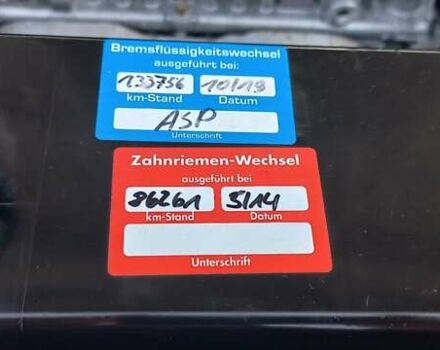 Bremsflüssigkeitswechsel
ausgeführt bei:
133756 10/19
km-Stand Datum
ASP
Unterschrift
Zahnriemen-Wechsel
ausgeführt bei
86261 5/14
km-Stand Datum
Unterschrift